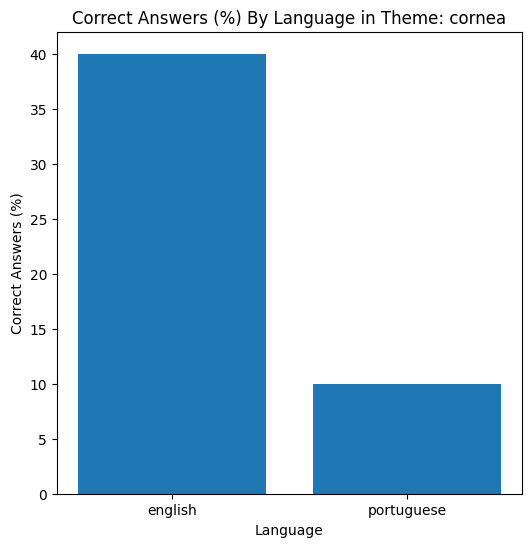 Correct Answers (%) By Language in Theme: cornea
40
35
30
25
20
15
10
5
0
Correct Answers (%)
english
portuguese
Language